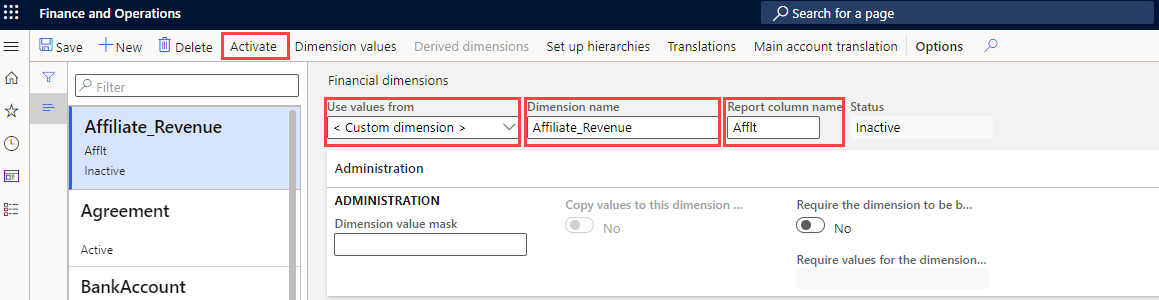 Finance and Operations
Search for a page
Save New Delete Activate Dimension values Derived dimensions Set up hierarchies Translations Main account translation Options
Filter
Affiliate_Revenue
Afflt
Inactive
Agreement
Active
BankAccount
Financial dimensions
Use values from Dimension name Report column name Status
< Custom dimension > Affiliate_Revenue Afflt Inactive
Administration
ADMINISTRATION
Dimension value mask
Copy values to this dimension ...
No
Require the dimension to be b...
No
Require values for the dimension...